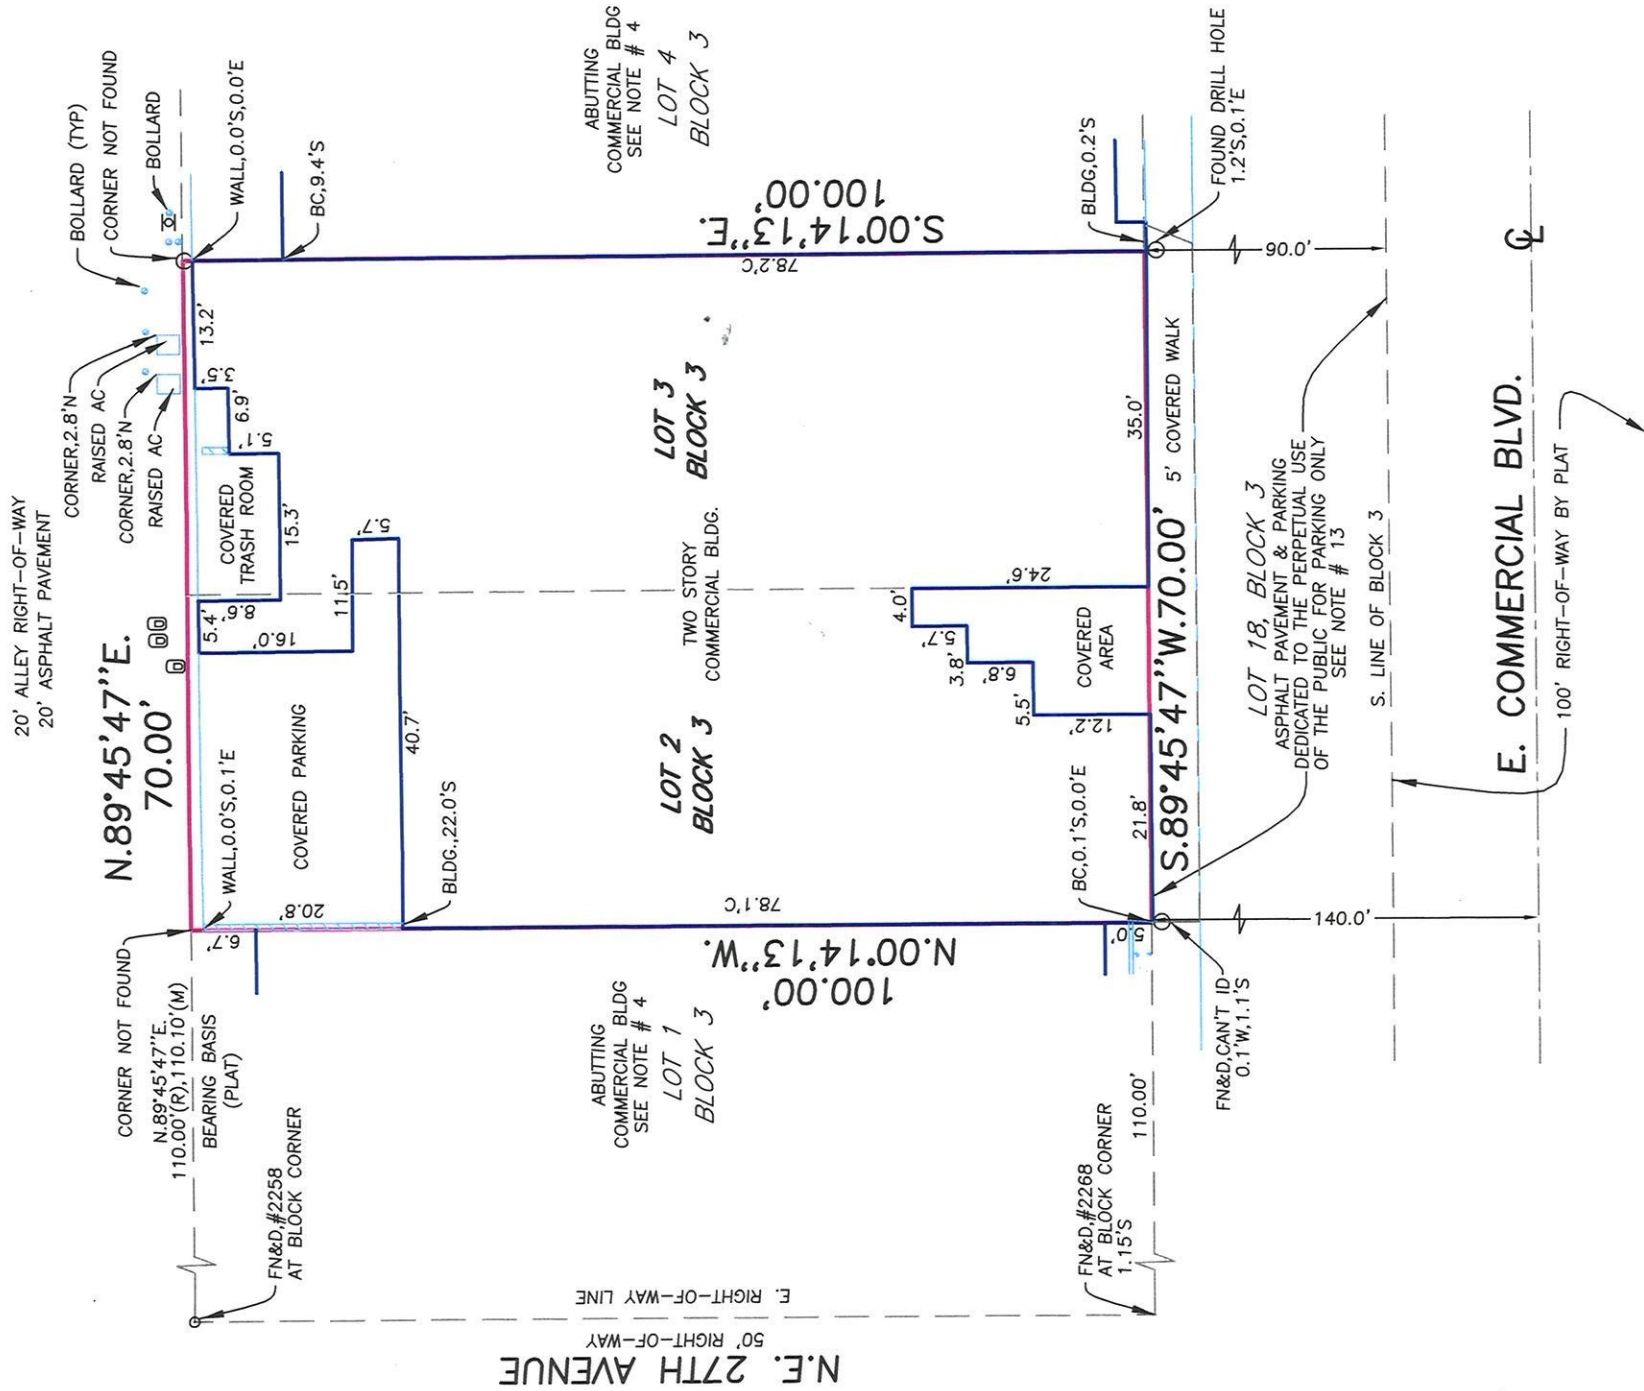 20' ALLEY RIGHT-OF-WAY
20' ASPHALT PAVEMENT
BOLLARD (TYP)
CORNER NOT FOUND
BOLLARD
CORNER,2.8'N
RAISED AC
CORNER,2.8'N
RAISED AC
WALL,0.0'S,0.0'E
BC,9.4'S
N.89°45'47"E.
70.00'
CORNER NOT FOUND
N.89°45'47"E.
110.00'(R),110.10'(M)
BEARING BASIS
(PLAT)
WALL,0.0'S,0.1'E
COVERED PARKING
COVERED
TRASH ROOM
13.2'
3.5'
6.9'
5.1'
15.3'
8.6'
5.4'
16.0'
11.5'
5.7'
40.7'
20.8'
6.7'
BLDG.,22.0'S
FN&D,#2258
AT BLOCK CORNER
ABUTTING
COMMERCIAL BLDG
SEE NOTE # 4
LOT 1
BLOCK 3
N.00°14'13"W.
100.00'
78.1'C
LOT 2
BLOCK 3
TWO STORY
COMMERCIAL BLDG.
LOT 3
BLOCK 3
78.2'C
S.00°14'13"E.
100.00'
ABUTTING
COMMERCIAL BLDG
SEE NOTE # 4
LOT 4
BLOCK 3
4.0'
24.6'
5.7'
3.8'
6.8'
5.5'
12.2'
COVERED
AREA
21.8'
35.0'
BC,0.1'S,0.0'E
5.0'
BLDG,0.2'S
FOUND DRILL HOLE
1.2'S,0.1'E
S.89°45'47"W.70.00'
5' COVERED WALK
FN&D,#2268
AT BLOCK CORNER
1.15'S
110.00'
FN&D,CAN'T ID
0.1'W,1.1'S
140.0'
90.0'
LOT 18, BLOCK 3
ASPHALT PAVEMENT & PARKING
DEDICATED TO THE PERPETUAL USE
OF THE PUBLIC FOR PARKING ONLY
SEE NOTE # 13
S. LINE OF BLOCK 3
E. COMMERCIAL BLVD.
CL
100' RIGHT-OF-WAY BY PLAT
E. RIGHT-OF-WAY LINE
50' RIGHT-OF-WAY
N.E. 27TH AVENUE